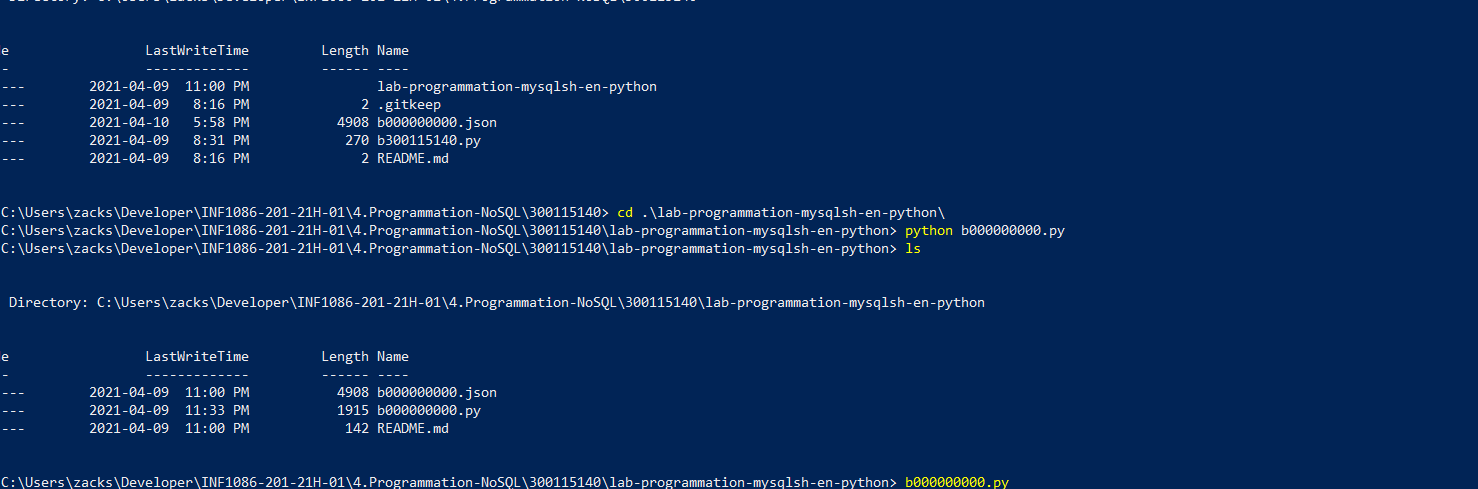 e LastWriteTime Length Name
- ------------- ------ ----
--- 2021-04-09 11:00 PM lab-programmation-mysqlsh-en-python
--- 2021-04-09 8:16 PM 2 .gitkeep
--- 2021-04-10 5:58 PM 4908 b000000000.json
--- 2021-04-09 8:31 PM 270 b300115140.py
--- 2021-04-09 8:16 PM 2 README.md
C:\Users\zacks\Developer\INF1086-201-21H-01\4.Programmation-NoSQL\300115140> cd .\lab-programmation-mysqlsh-en-python\
C:\Users\zacks\Developer\INF1086-201-21H-01\4.Programmation-NoSQL\300115140\lab-programmation-mysqlsh-en-python> python b000000000.py
C:\Users\zacks\Developer\INF1086-201-21H-01\4.Programmation-NoSQL\300115140\lab-programmation-mysqlsh-en-python> ls
Directory: C:\Users\zacks\Developer\INF1086-201-21H-01\4.Programmation-NoSQL\300115140\lab-programmation-mysqlsh-en-python
e LastWriteTime Length Name
- ------------- ------ ----
--- 2021-04-09 11:00 PM 4908 b000000000.json
--- 2021-04-09 11:33 PM 1915 b000000000.py
--- 2021-04-09 11:00 PM 142 README.md
C:\Users\zacks\Developer\INF1086-201-21H-01\4.Programmation-NoSQL\300115140\lab-programmation-mysqlsh-en-python> b000000000.py